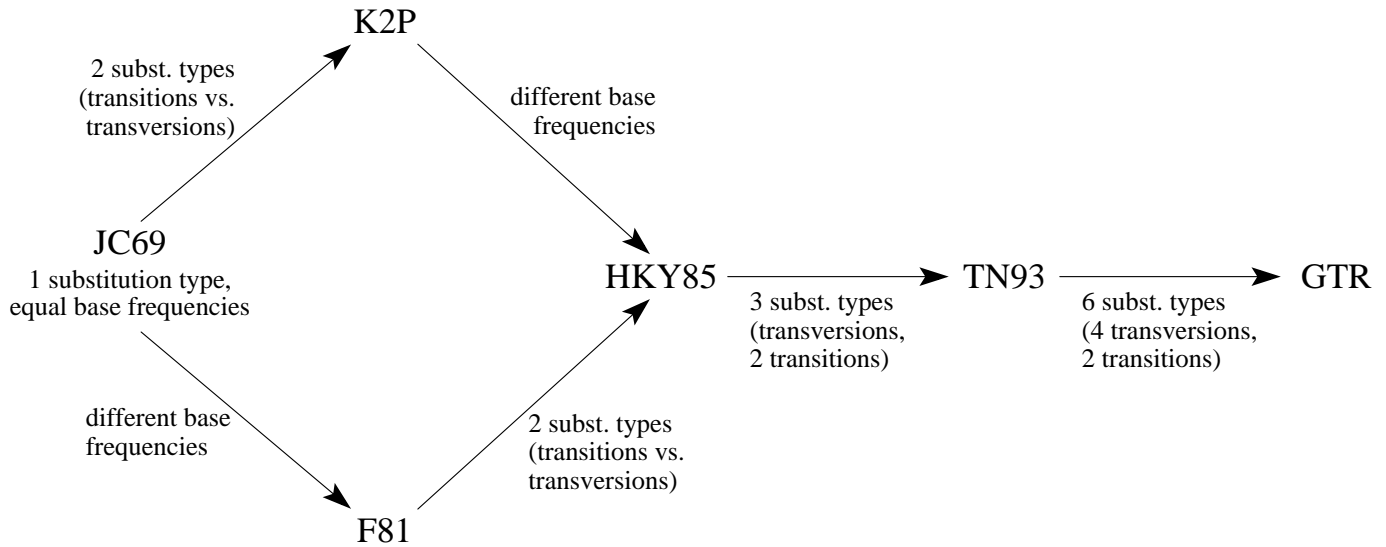 K2P
2 subst. types
(transitions vs.
transversions)
different base
frequencies
JC69
1 substitution type,
equal base frequencies
HKY85
3 subst. types
(transversions,
2 transitions)
TN93
6 subst. types
(4 transversions,
2 transitions)
GTR
different base
frequencies
2 subst. types
(transitions vs.
transversions)
F81